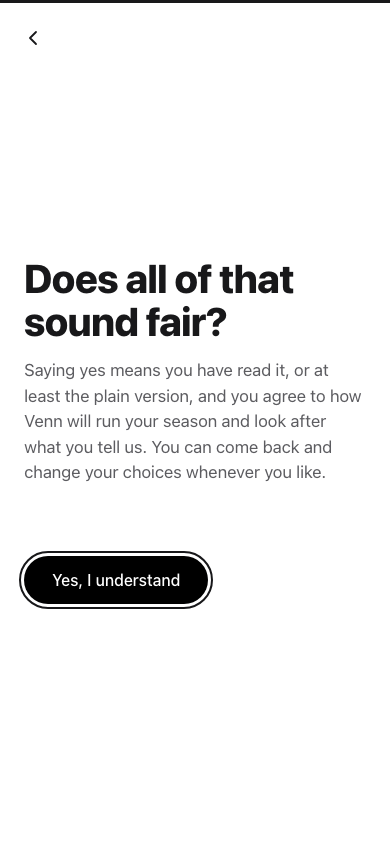 Does all of that
sound fair?
Saying yes means you have read it, or at
least the plain version, and you agree to how
Venn will run your season and look after
what you tell us. You can come back and
change your choices whenever you like.
Yes, I understand